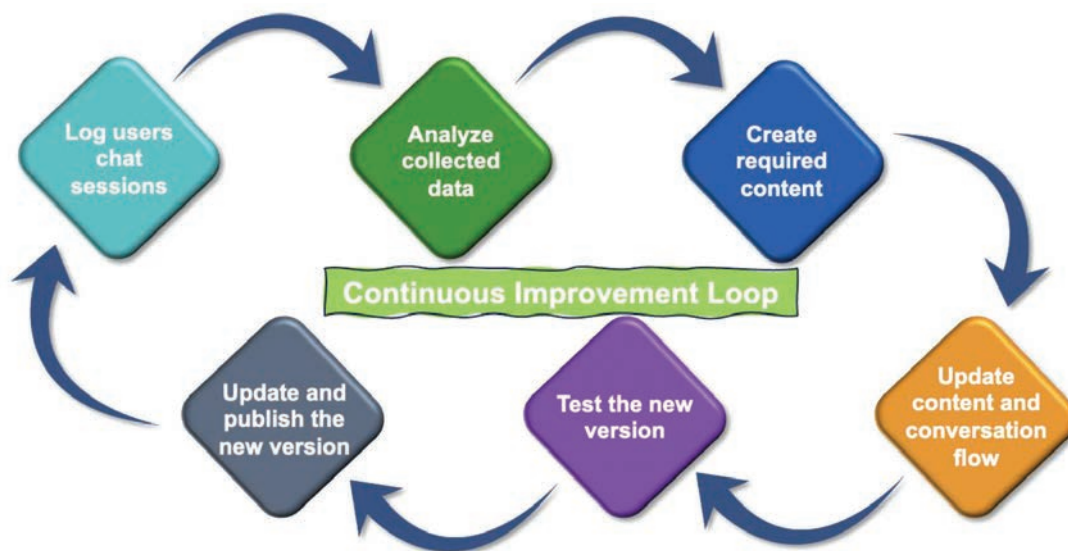 Log users
chat
sessions
Analyze
collected
data
Create
required
content
Continuous Improvement Loop
Update
content and
conversation
flow
Test the new
version
Update and
publish the
new version